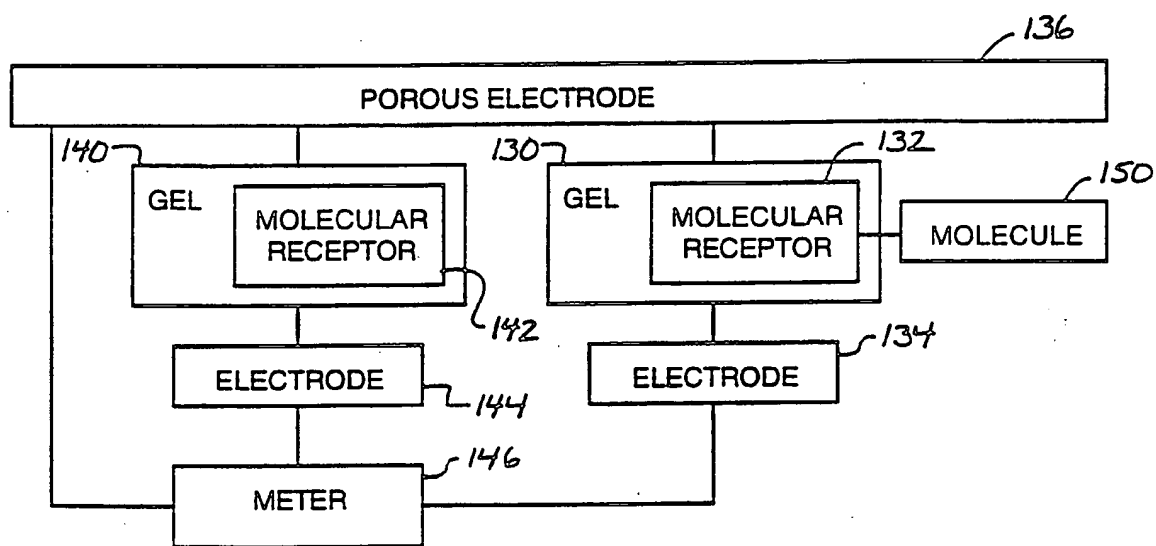 136
POROUS ELECTRODE
140
130
132
150
GEL
MOLECULAR
RECEPTOR
GEL
MOLECULAR
RECEPTOR
MOLECULE
142
134
ELECTRODE
144
ELECTRODE
146
METER